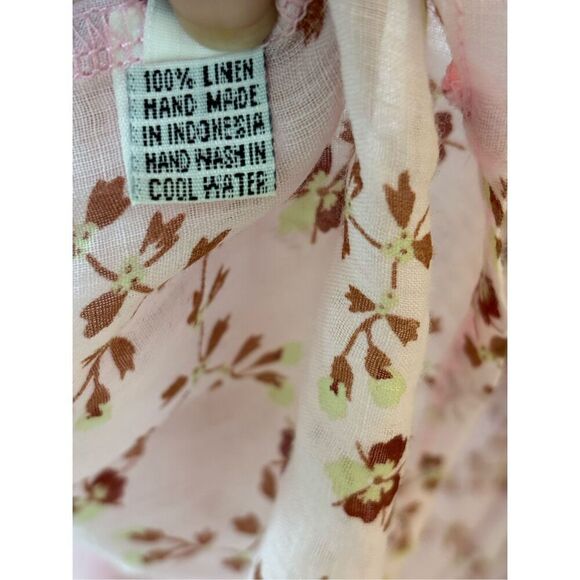 100% LINEN
HAND MADE
IN INDONESIA
HAND WASH IN
COOL WATER